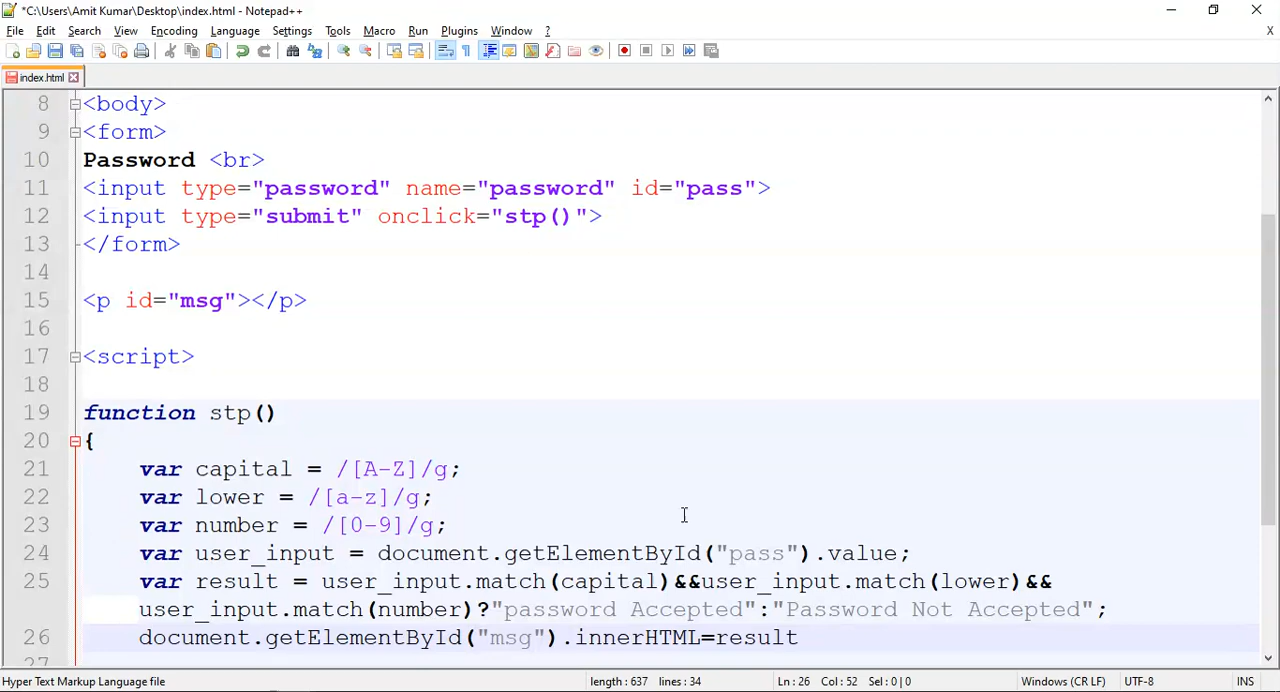 *C:\Users\Amit Kumar\Desktop\index.html - Notepad++
File Edit Search View Encoding Language Settings Tools Macro Run Plugins Window ?
X
index.html
8 <body>
9 <form>
10 Password <br>
11 <input type="password" name="password" id="pass">
12 <input type="submit" onclick="stp()">
13 </form>
14
15 <p id="msg"></p>
16
17 <script>
18
19 function stp()
20 {
21 var capital = /[A-Z]/g;
22 var lower = /[a-z]/g;
23 var number = /[0-9]/g;
24 var user_input = document.getElementById("pass").value;
25 var result = user_input.match(capital)&&user_input.match(lower)&&
user_input.match(number)?"password Accepted":"Password Not Accepted";
26 document.getElementById("msg").innerHTML=result
27
Hyper Text Markup Language file length : 637 lines : 34 Ln : 26 Col : 52 Sel : 0 | 0 Windows (CR LF) UTF-8 INS